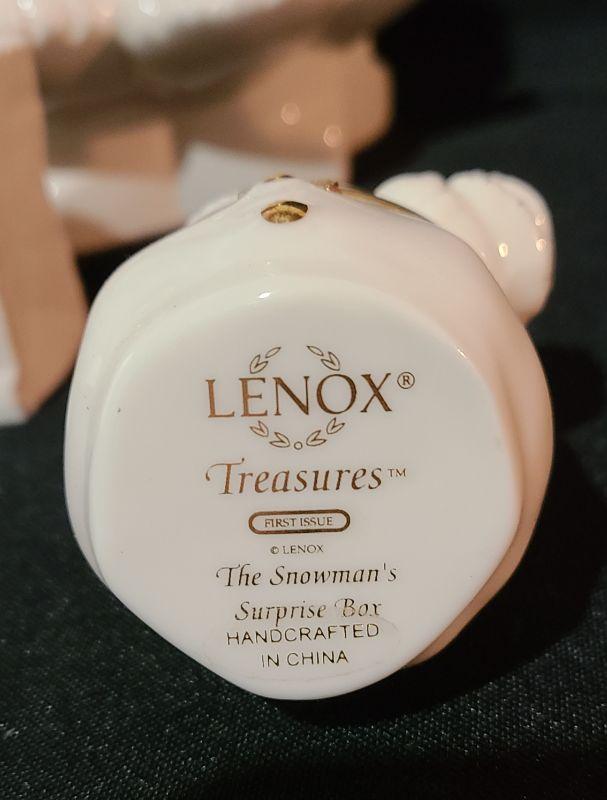 LENOX®
Treasures™
FIRST ISSUE
© LENOX
The Snowman's
Surprise Box
HANDCRAFTED
IN CHINA